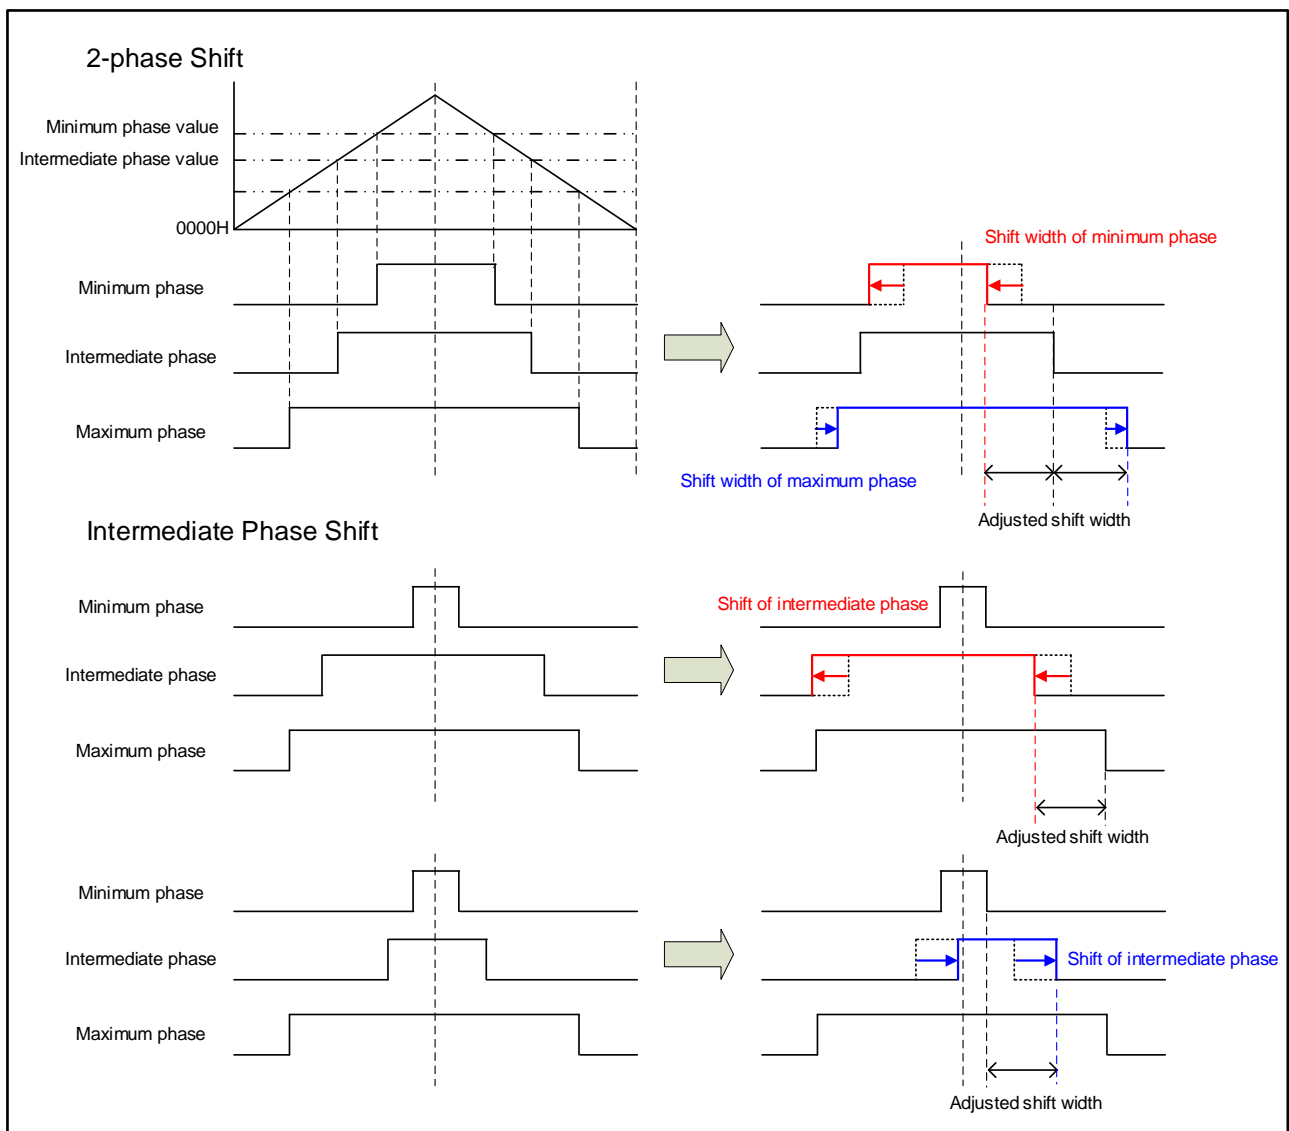 2-phase Shift
Minimum phase value
Intermediate phase value
0000H
Shift width of minimum phase
Minimum phase
Intermediate phase
Maximum phase
Shift width of maximum phase
Adjusted shift width
Intermediate Phase Shift
Minimum phase
Shift of intermediate phase
Intermediate phase
Maximum phase
Adjusted shift width
Minimum phase
Intermediate phase
Shift of intermediate phase
Maximum phase
Adjusted shift width